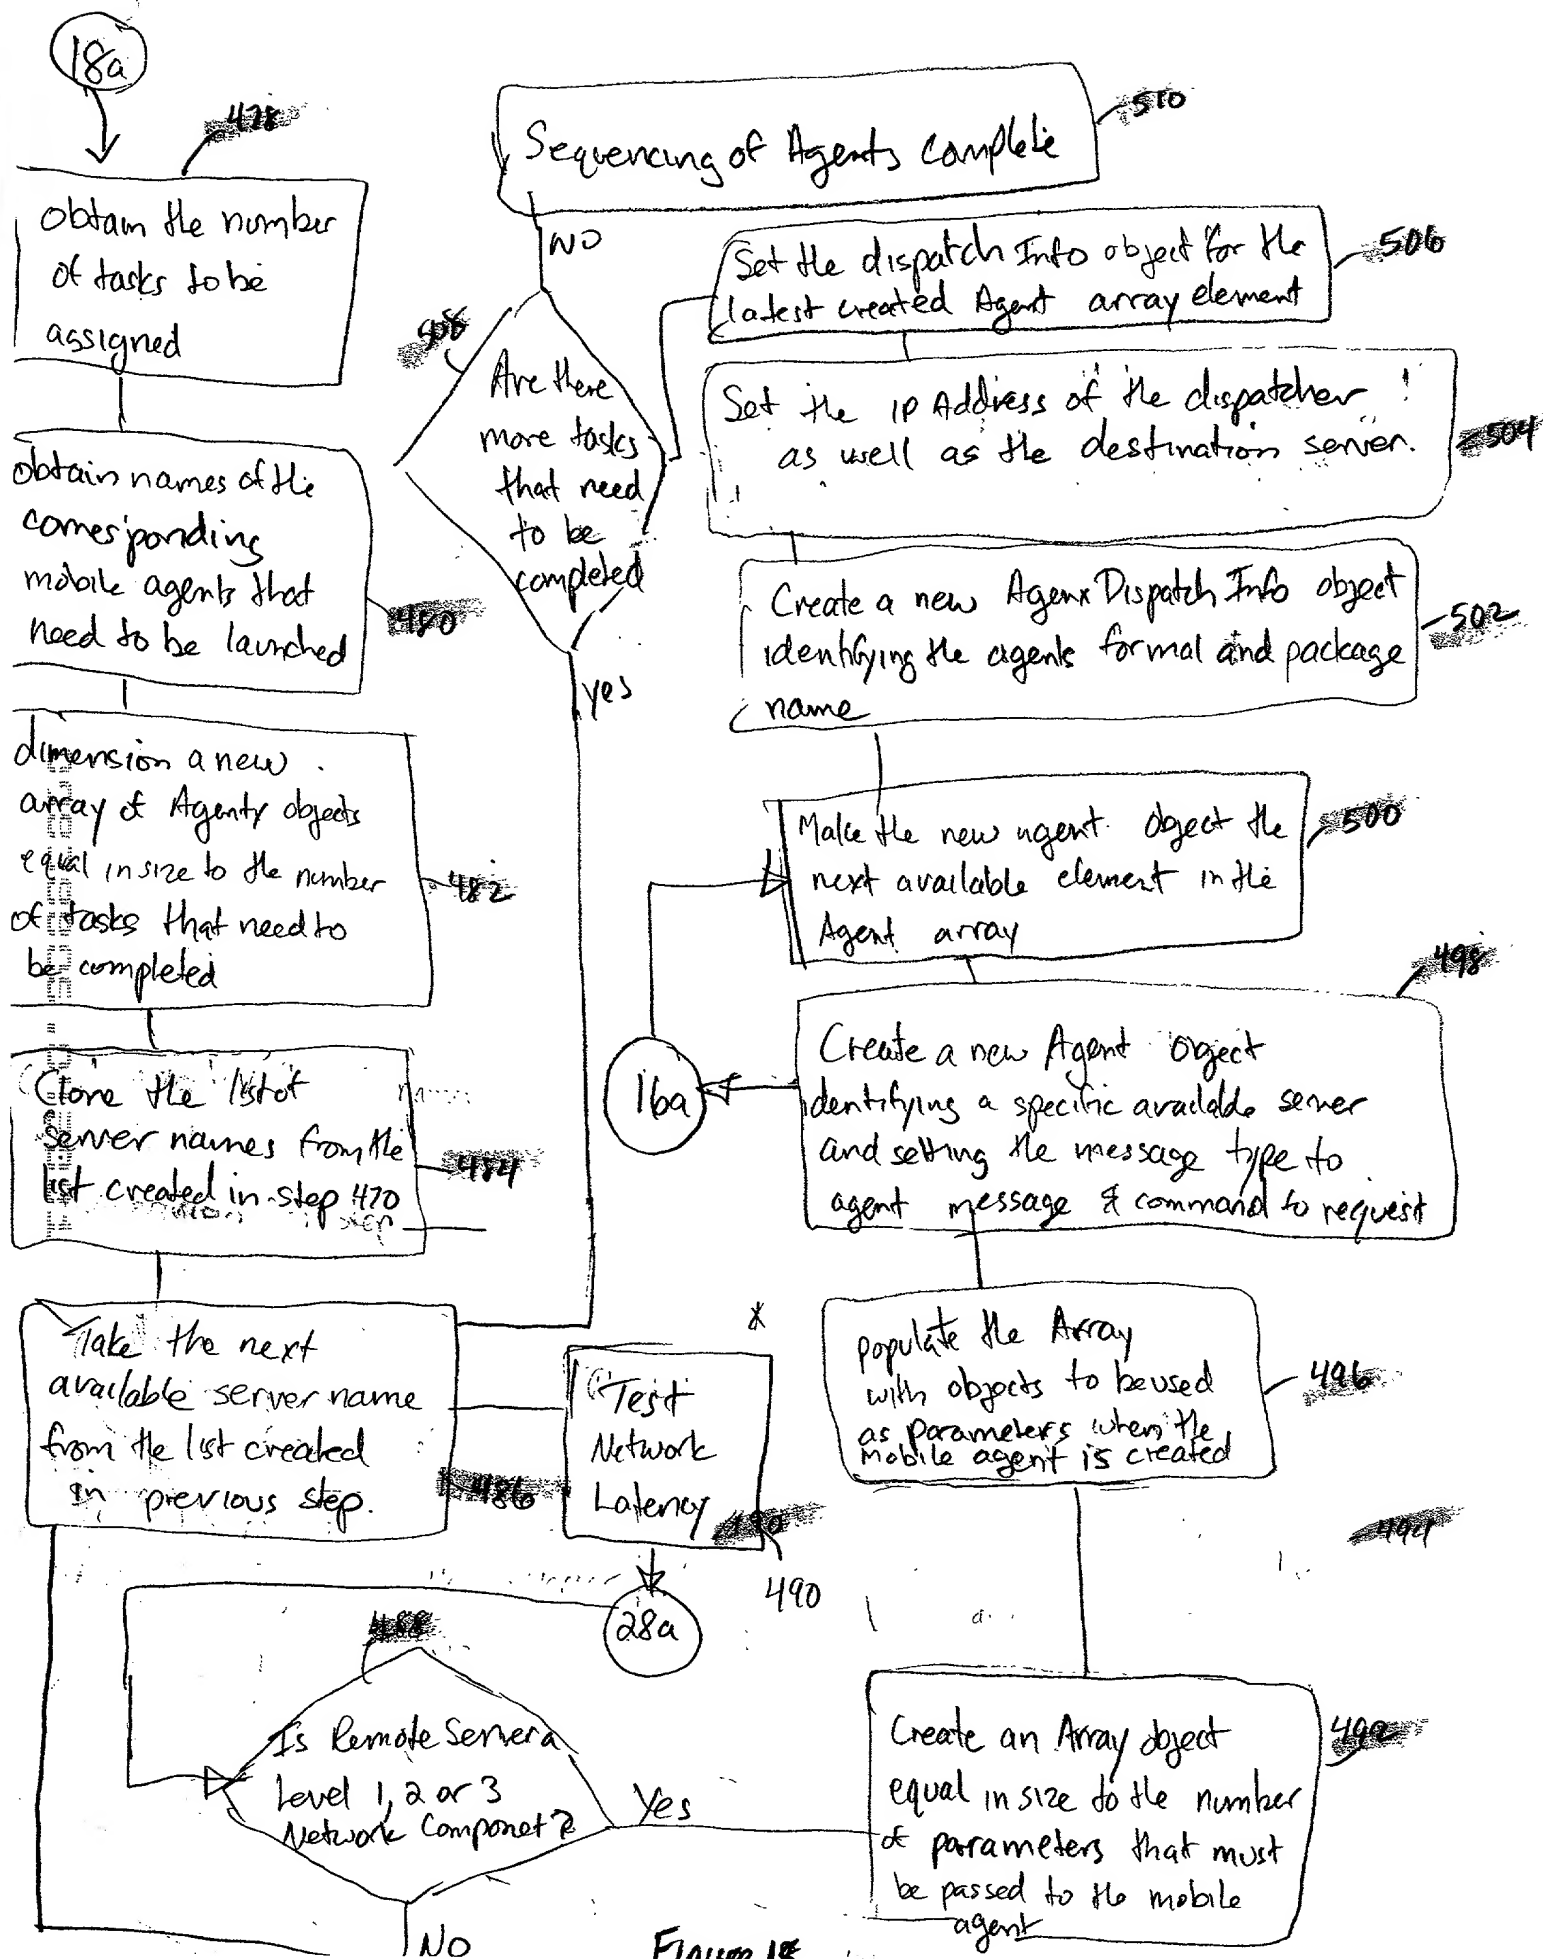 18a
478
obtain the number
of tasks to be
assigned
480
obtain names of the
corresponding
mobile agents that
need to be launched
dimension a new
array of Agentx objects
equal in size to the number
of tasks that need to
be completed
482
Clone the list of
server names from the
list created in step 470
484
Take the next
available server name
from the list created
in previous step.
486
Test
Network
Latency
490
28a
488
Is Remote Server a
Level 1, 2 or 3
Network Componet?
Yes
No
492
Create an Array object
equal in size to the number
of parameters that must
be passed to the mobile
agent
494
populate the Array
with objects to be used
as parameters when the
mobile agent is created
496
498
Create a new Agent Object
identifying a specific available server
and setting the message type to
agent message & command to request
16a
Make the new agent object the
next available element in the
Agent array
500
Create a new Agenx Dispatch Info object
identifying the agents formal and package
name
502
Set the IP Address of the dispatcher
as well as the destination server.
504
Set the dispatch Info object for the
latest created Agent array element
506
508
Are there
more tasks
that need
to be
completed
yes
NO
Sequencing of Agents complete
510
*